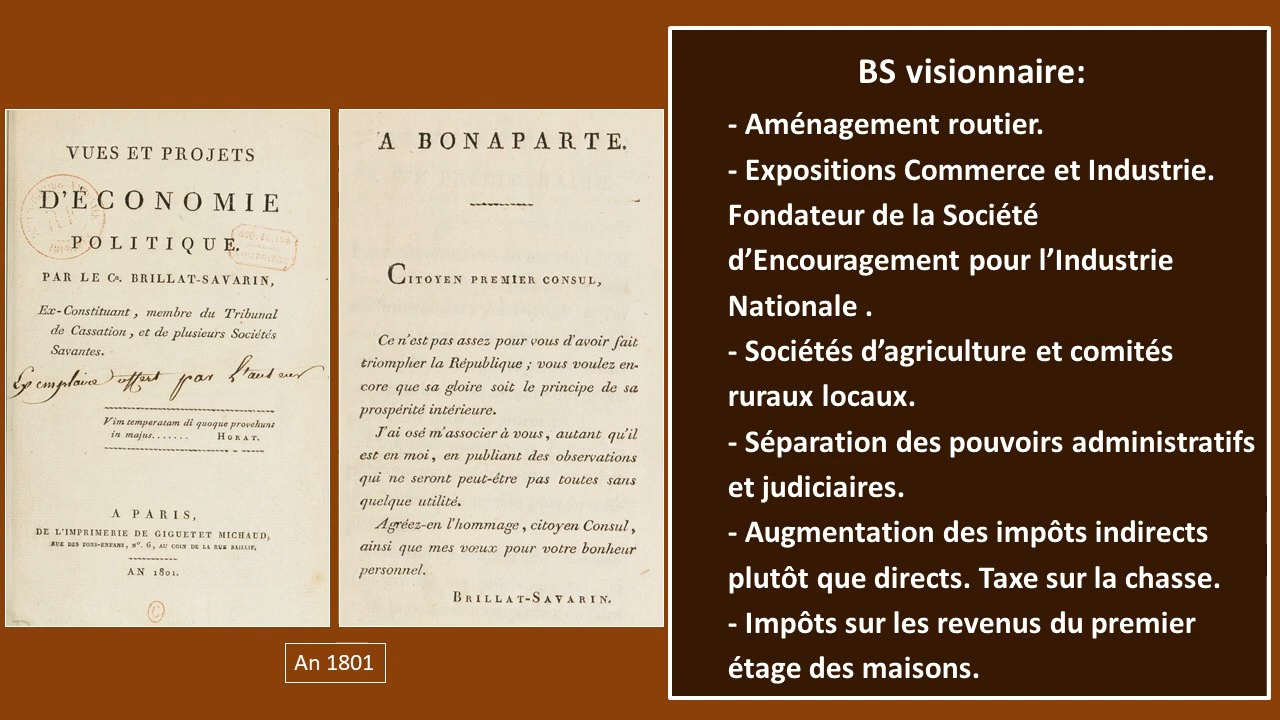 VUES ET PROJETS
D'ÉCONOMIE
POLITIQUE.
PAR LE Cn. BRILLAT-SAVARIN,
Ex-Constituant, membre du Tribunal
de Cassation, et de plusieurs Sociétés
Savantes.
Exemplaire offert par l'auteur
Vim temperatam di quoque provehunt
in majus....... HORAT.
A PARIS,
DE L'IMPRIMERIE DE GIGUET ET MICHAUD,
RUE DES BONS-ENFANS, N°. 6, AU COIN DE LA RUE BAILLIF.
AN 1801.
A BONAPARTE.
CITOYEN PREMIER CONSUL,
Ce n'est pas assez pour vous d'avoir fait
triompher la République ; vous voulez en-
core que sa gloire soit le principe de sa
prospérité intérieure.
J'ai osé m'associer à vous, autant qu'il
est en moi, en publiant des observations
qui ne seront peut-être pas toutes sans
quelque utilité.
Agréez-en l'hommage, citoyen Consul,
ainsi que mes vœux pour votre bonheur
personnel.
BRILLAT-SAVARIN.
An 1801
BS visionnaire:
- Aménagement routier.
- Expositions Commerce et Industrie.
Fondateur de la Société
d'Encouragement pour l'Industrie
Nationale .
- Sociétés d'agriculture et comités
ruraux locaux.
- Séparation des pouvoirs administratifs
et judiciaires.
- Augmentation des impôts indirects
plutôt que directs. Taxe sur la chasse.
- Impôts sur les revenus du premier
étage des maisons.